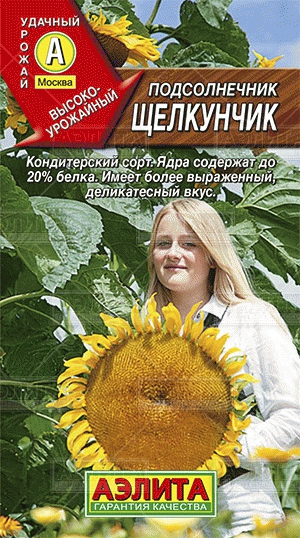 УДАЧНЫЙ
УРОЖАЙ
А
Москва
ВЫСОКО-
УРОЖАЙНЫЙ
ПОДСОЛНЕЧНИК
ЩЕЛКУНЧИК
Кондитерский сорт. Ядра содержат до
20% белка. Имеет более выраженный,
деликатесный вкус.
АЭЛИТА
ГАРАНТИЯ КАЧЕСТВА